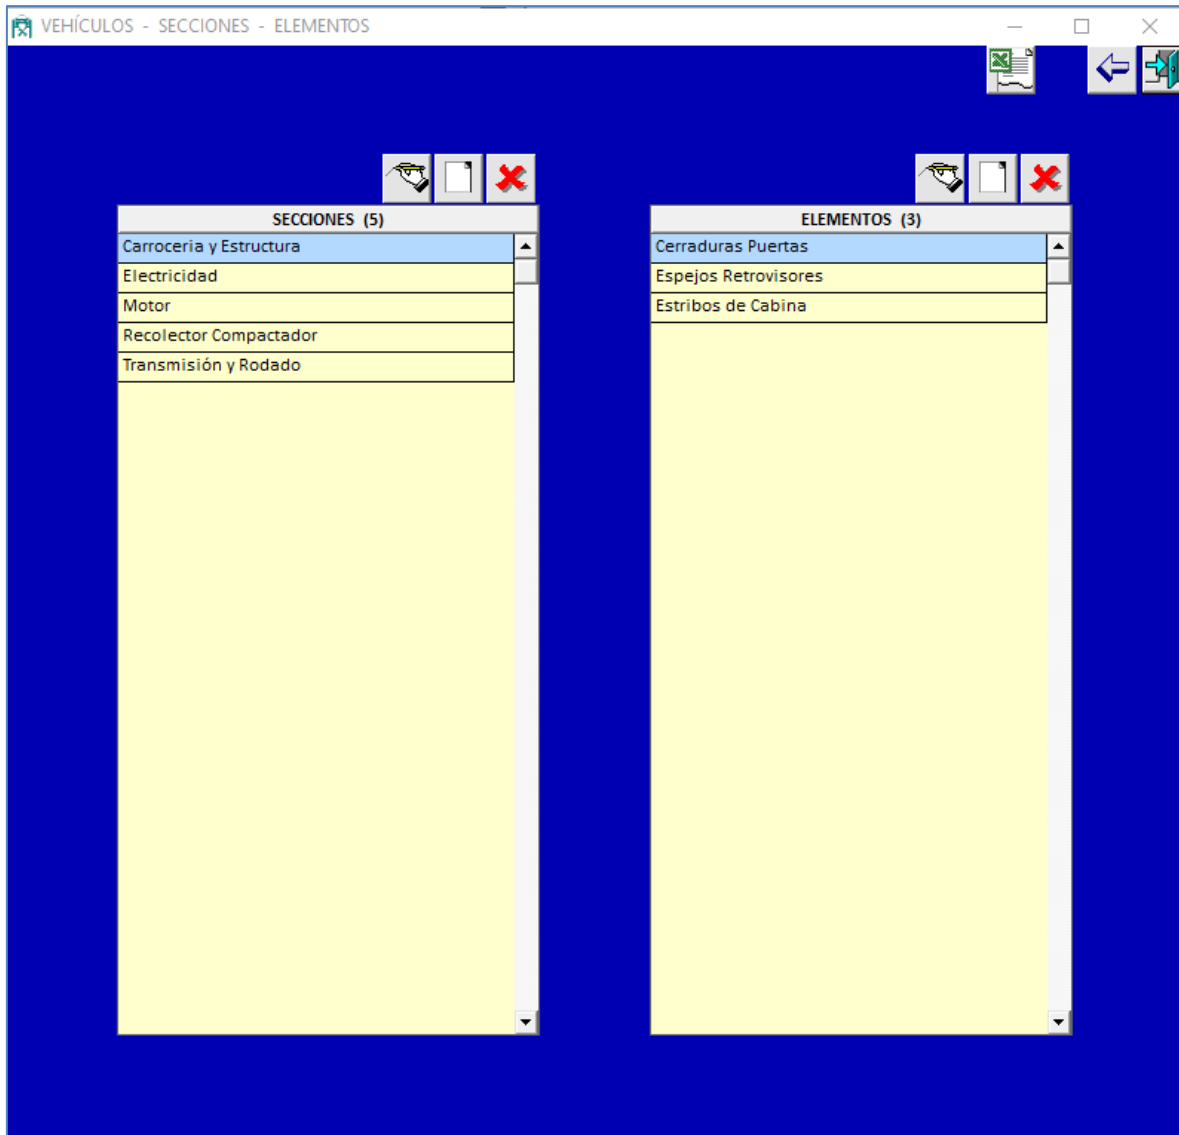 VEHÍCULOS - SECCIONES - ELEMENTOS
SECCIONES (5)
Carroceria y Estructura
Electricidad
Motor
Recolector Compactador
Transmisión y Rodado
ELEMENTOS (3)
Cerraduras Puertas
Espejos Retrovisores
Estribos de Cabina